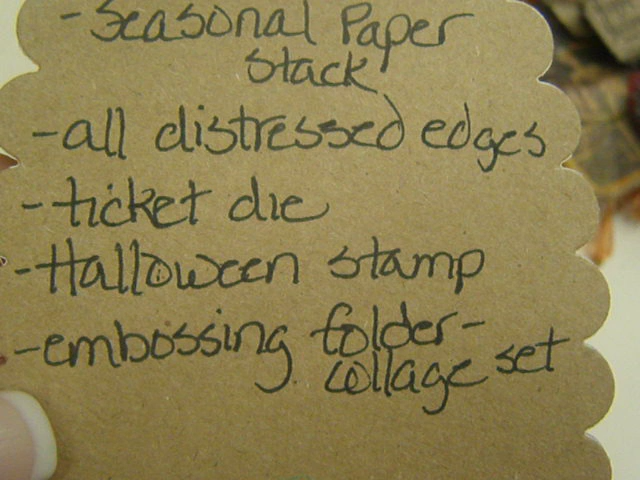 - Seasonal Paper
stack
- all distressed edges
- ticket die
- Halloween stamp
- embossing folder-
collage set